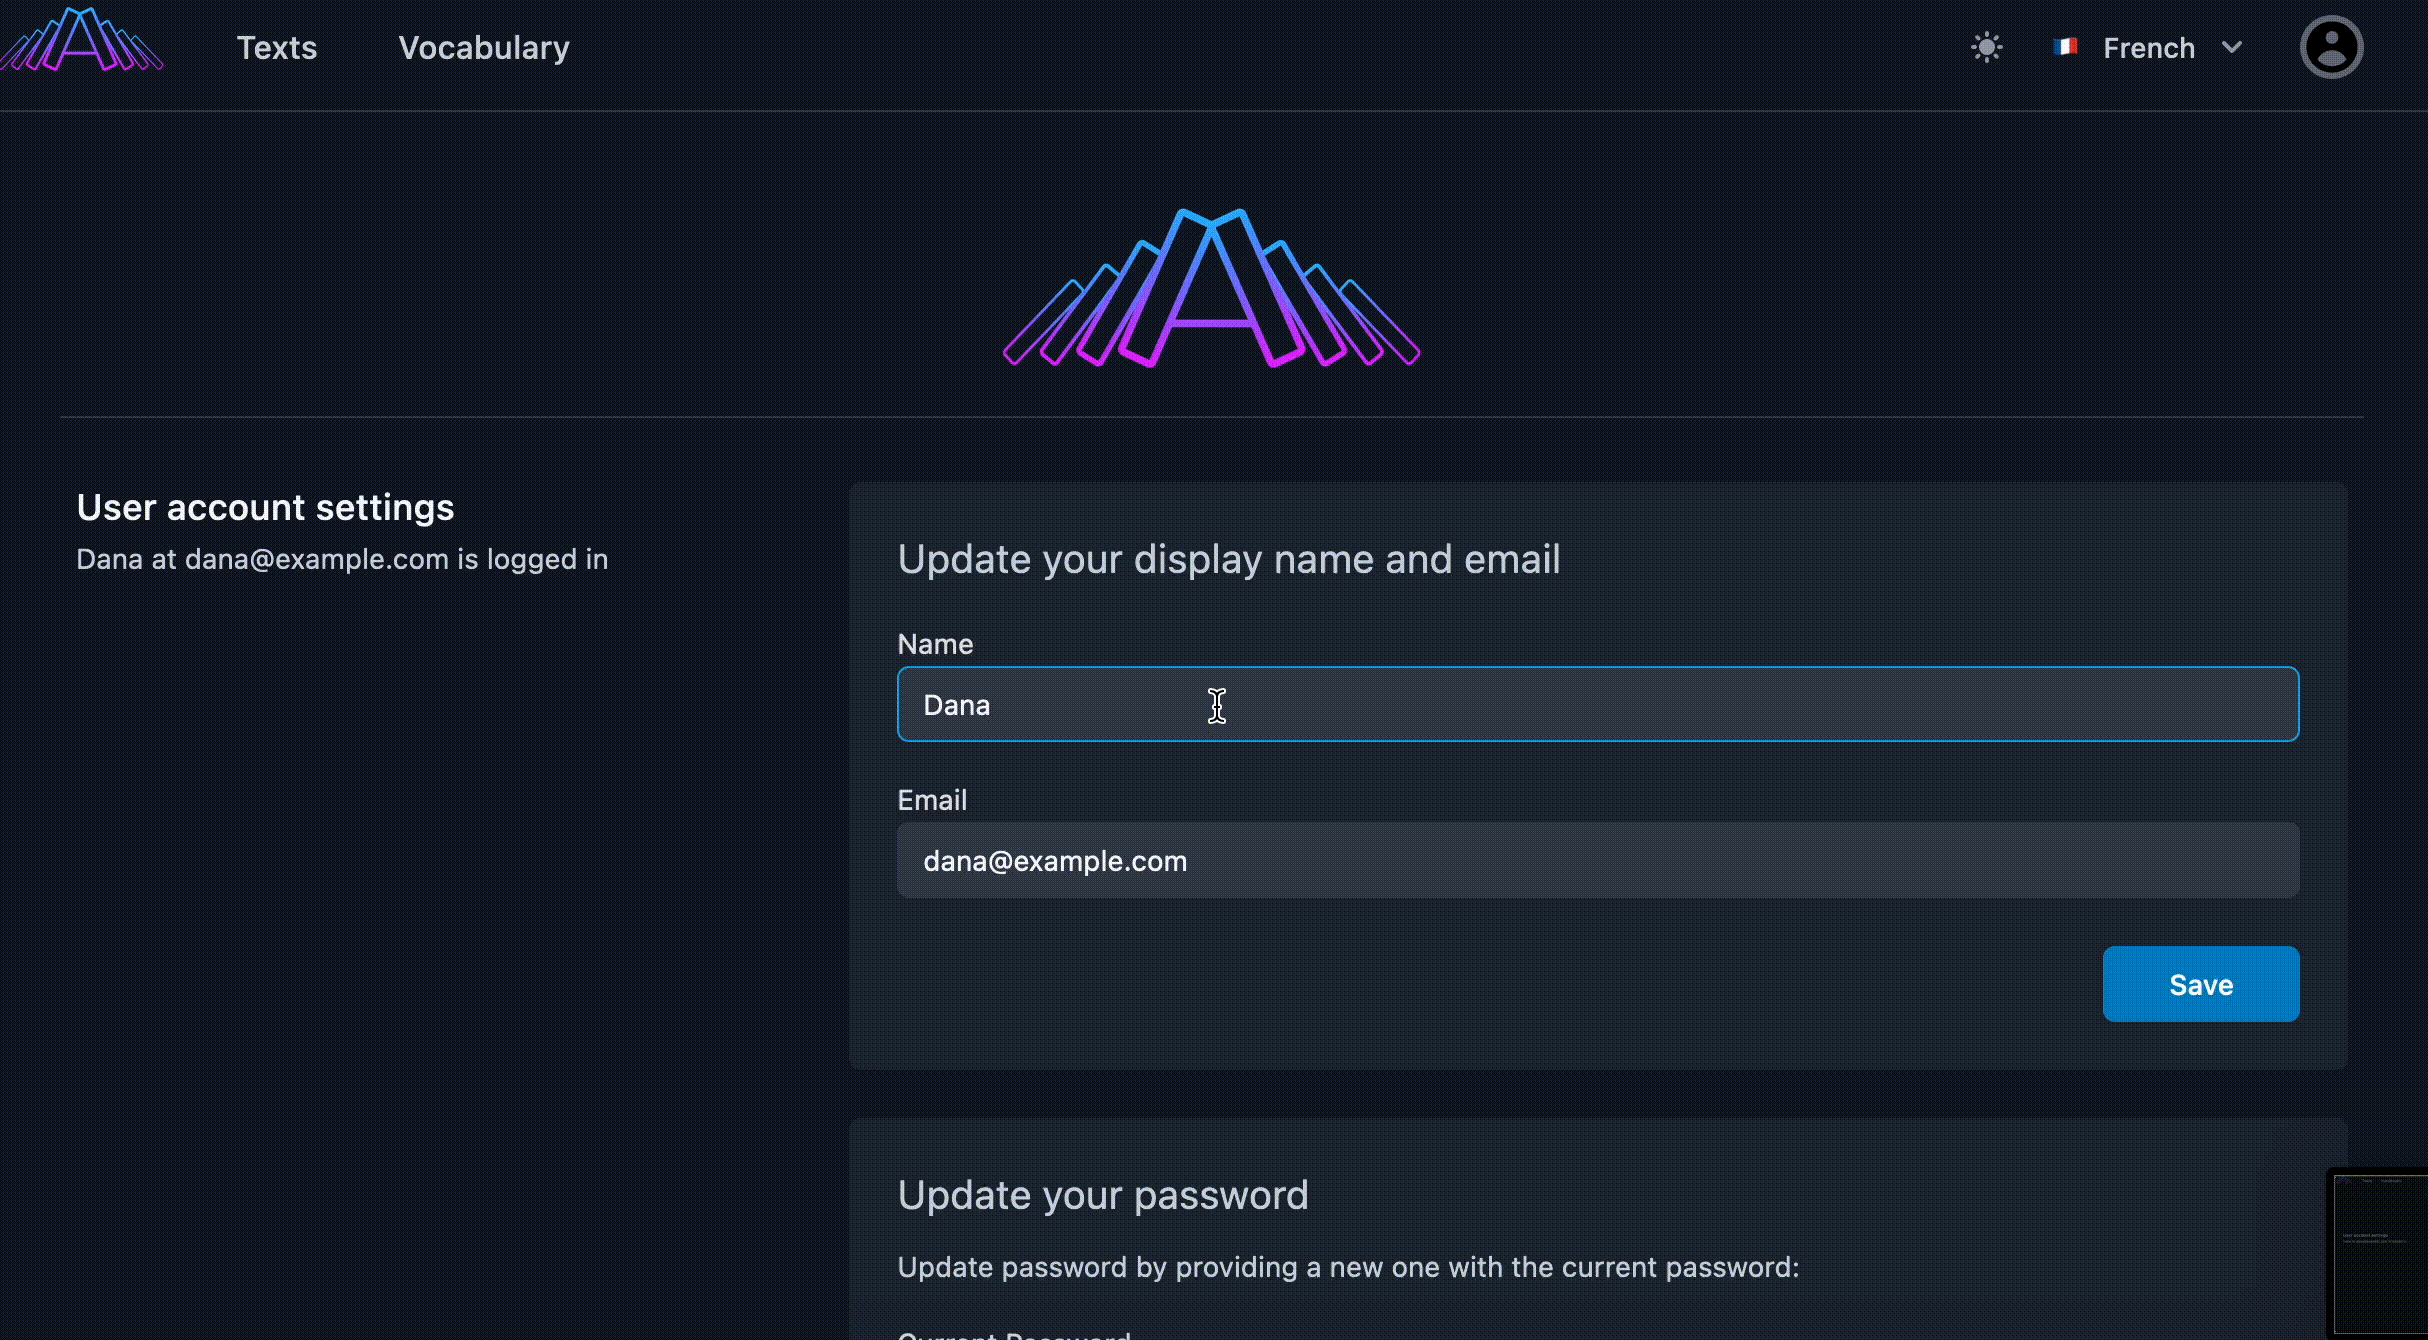 Texts
Vocabulary
French
User account settings
Dana at dana@example.com is logged in
Update your display name and email
Name
Dana
Email
dana@example.com
Save
Update your password
Update password by providing a new one with the current password:
Current Password